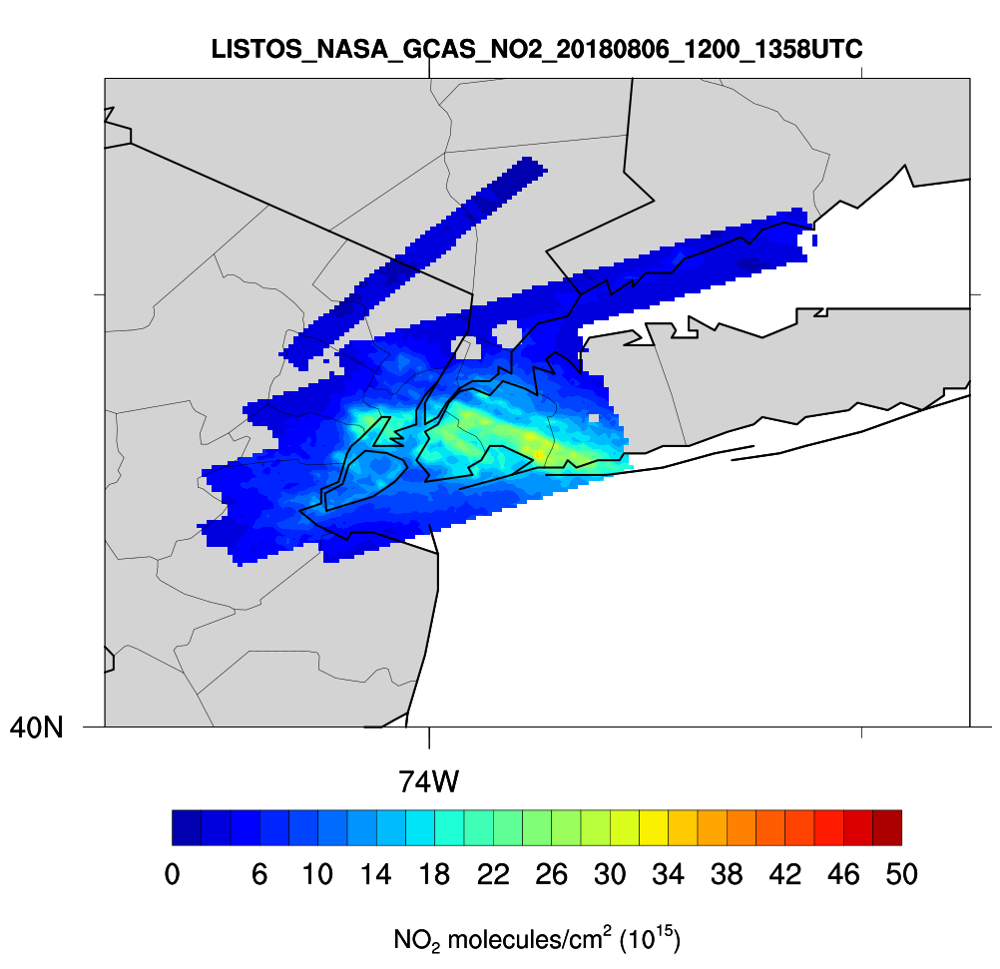 LISTOS_NASA_GCAS_NO2_20180806_1200_1358UTC
40N
74W
0 6 10 14 18 22 26 30 34 38 42 46 50
NO₂ molecules/cm² (10¹⁵)